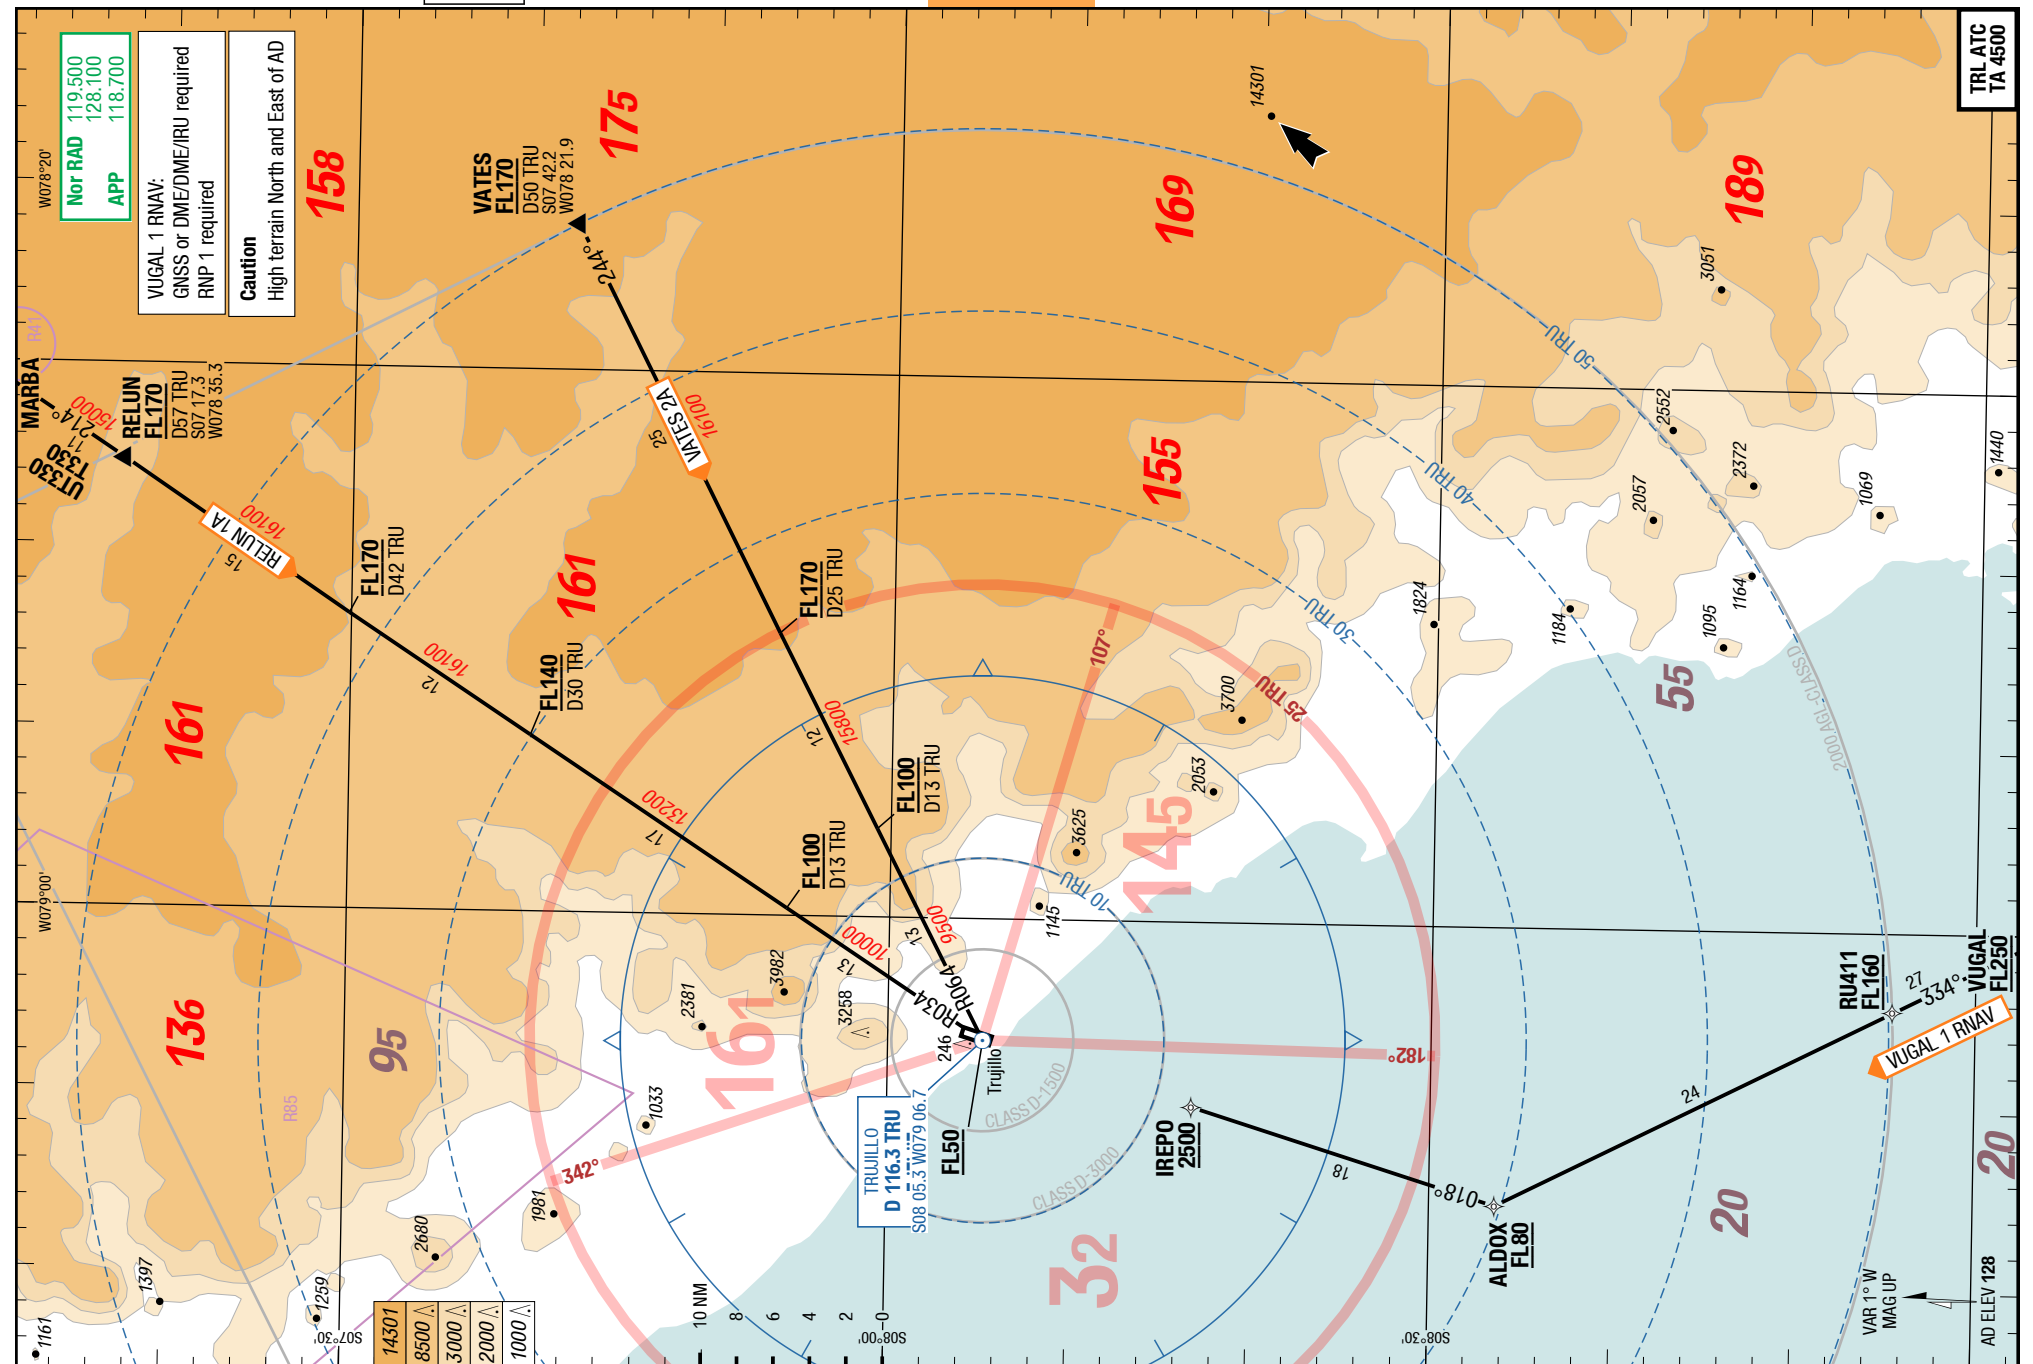 Nor RAD 119.500
128.100
APP 118.700
VUGAL 1 RNAV:
GNSS or DME/DME/IRU required
RNP 1 required
Caution
High terrain North and East of AD
TRL ATC
TA 4500
W078°20'
R41
158
175
169
189
14301
3051
VATES
FL170
D50 TRU
S07 42.2
W078 21.9
244°
MARBA
15000
214°
11
UT330
T330
RELUN
FL170
D57 TRU
S07 17.3
W078 35.3
RELUN 1A
16100
15
VATES 2A
16100
25
FL170
D42 TRU
16100
12
FL140
D30 TRU
13200
17
FL100
D13 TRU
10000
13
R034
FL170
D25 TRU
15800
12
FL100
D13 TRU
9500
13
R064
161
161
155
136
95
R85
161
145
32
55
20
20
50 TRU
40 TRU
30 TRU
25 TRU
10 TRU
107°
182°
342°
2552
2372
2057
1440
1069
1824
1184
1164
1095
3700
2053
3625
1145
3982
3258
2381
246
1033
1981
2680
1397
1259
1161
W079°00'
TRUJILLO
D 116.3 TRU
S08 05.3 W079 06.7
Trujillo
FL50
CLASS D-1500
CLASS D-3000
2000 AGL-CLASS D
IREPO
2500
18
018°
ALDOX
FL80
24
RU411
FL160
27
334°
VUGAL
FL250
VUGAL 1 RNAV
S07°30'
S08°00'
S08°30'
14301
8500
3000
2000
1000
10 NM
8
6
4
2
0
VAR 1° W
MAG UP
AD ELEV 128